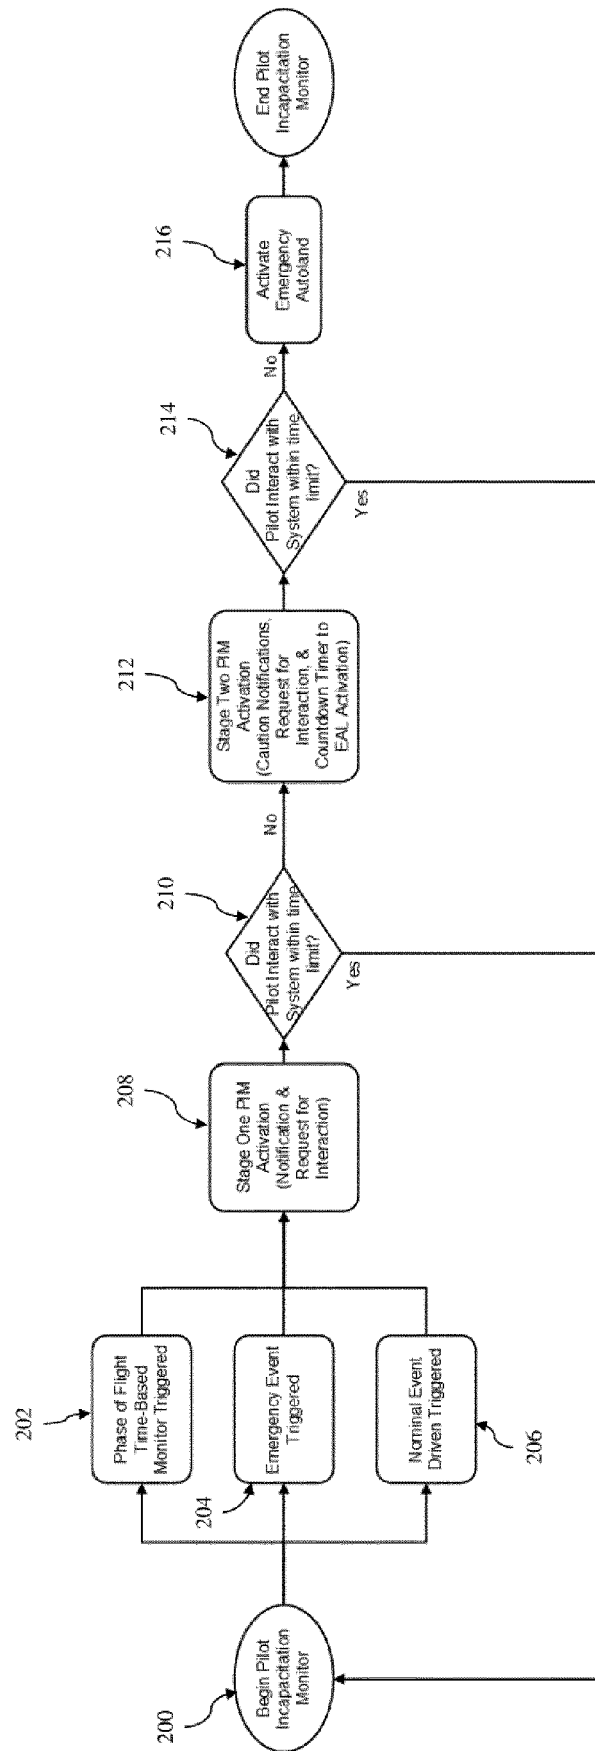 200
Begin Pilot
Incapacitation
Monitor
202
Phase of Flight
Time-Based
Monitor Triggered
204
Emergency Event
Triggered
206
Nominal Event
Driven Triggered
208
Stage One PIM
Activation
(Notification &
Request for
Interaction)
210
Did
Pilot Interact with
System within time
limit?
No
Yes
212
Stage Two PIM
Activation
(Caution Notifications,
Request for
Interaction, &
Countdown Timer to
EAL Activation)
214
Did
Pilot Interact with
System within time
limit?
No
Yes
216
Activate
Emergency
Autoland
End Pilot
Incapacitation
Monitor